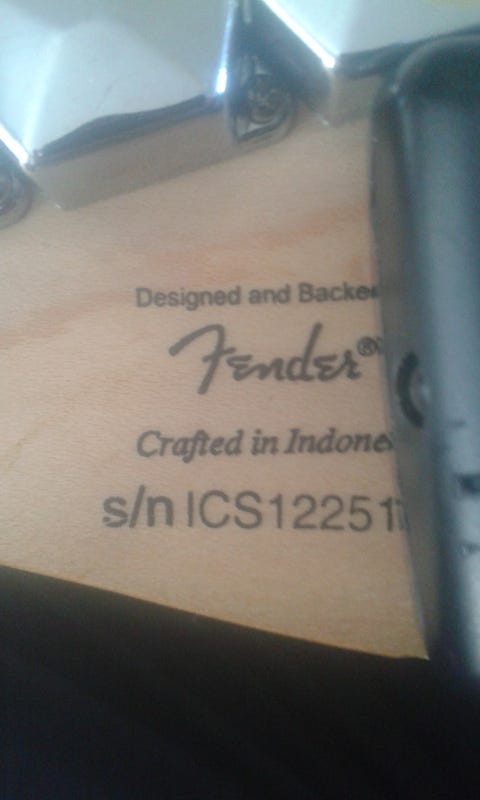 Designed and Backe
Fender®
Crafted in Indone
s/n ICS12251